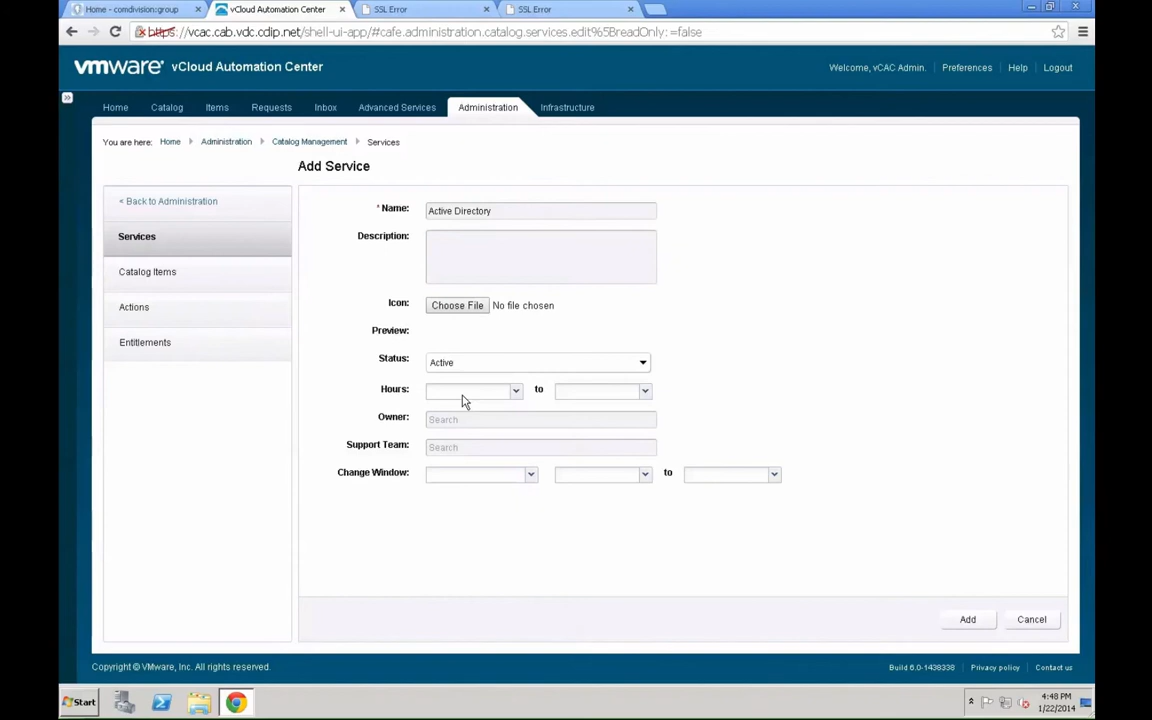 Home - comdivision:group
vCloud Automation Center
SSL Error
SSL Error
https://vcac.cab.vdc.cdip.net/shell-ui-app/#cafe.administration.catalog.services.edit%5BreadOnly:=false
vmware vCloud Automation Center
Welcome, vCAC Admin. Preferences Help Logout
Home Catalog Items Requests Inbox Advanced Services Administration Infrastructure
You are here: Home Administration Catalog Management Services
Add Service
< Back to Administration
Services
Catalog Items
Actions
Entitlements
* Name: Active Directory
Description:
Icon: Choose File No file chosen
Preview:
Status: Active
Hours: to
Owner: Search
Support Team: Search
Change Window: to
Add Cancel
Copyright © VMware, Inc. All rights reserved.
Build 6.0-1438338 Privacy policy Contact us
Start
4:48 PM
1/22/2014